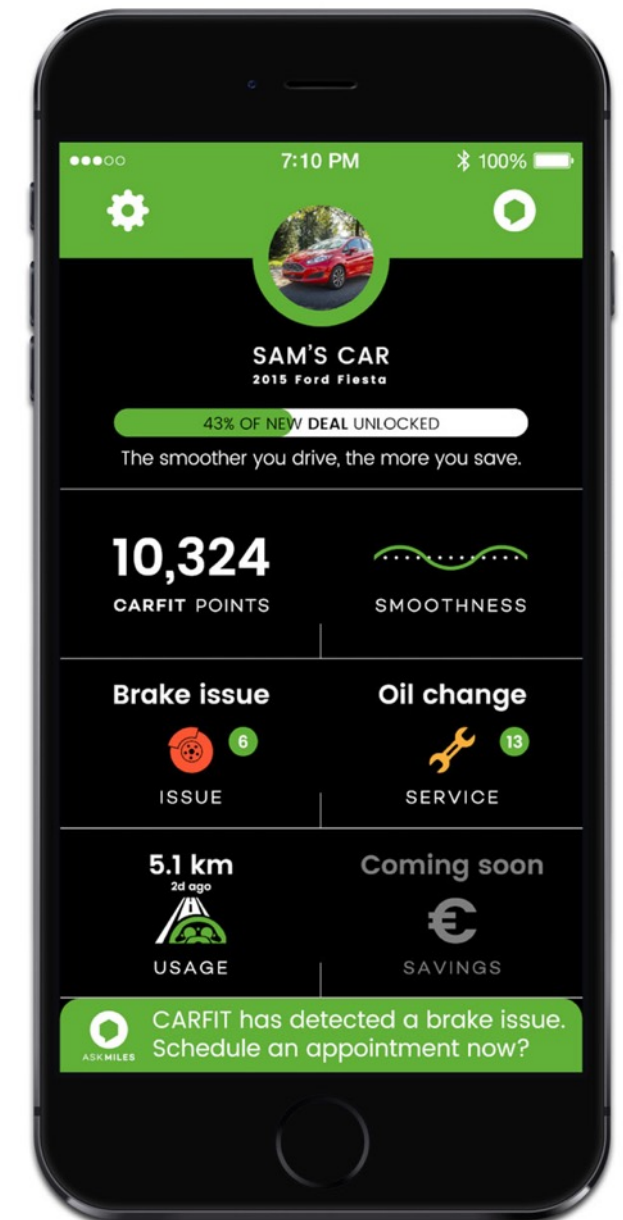 7:10 PM
100%
SAM'S CAR
2015 Ford Fiesta
43% OF NEW DEAL UNLOCKED
The smoother you drive, the more you save.
10,324
CARFIT POINTS
SMOOTHNESS
Brake issue
6
ISSUE
Oil change
13
SERVICE
5.1 km
2d ago
USAGE
Coming soon
€
SAVINGS
ASKMILES
CARFIT has detected a brake issue.
Schedule an appointment now?